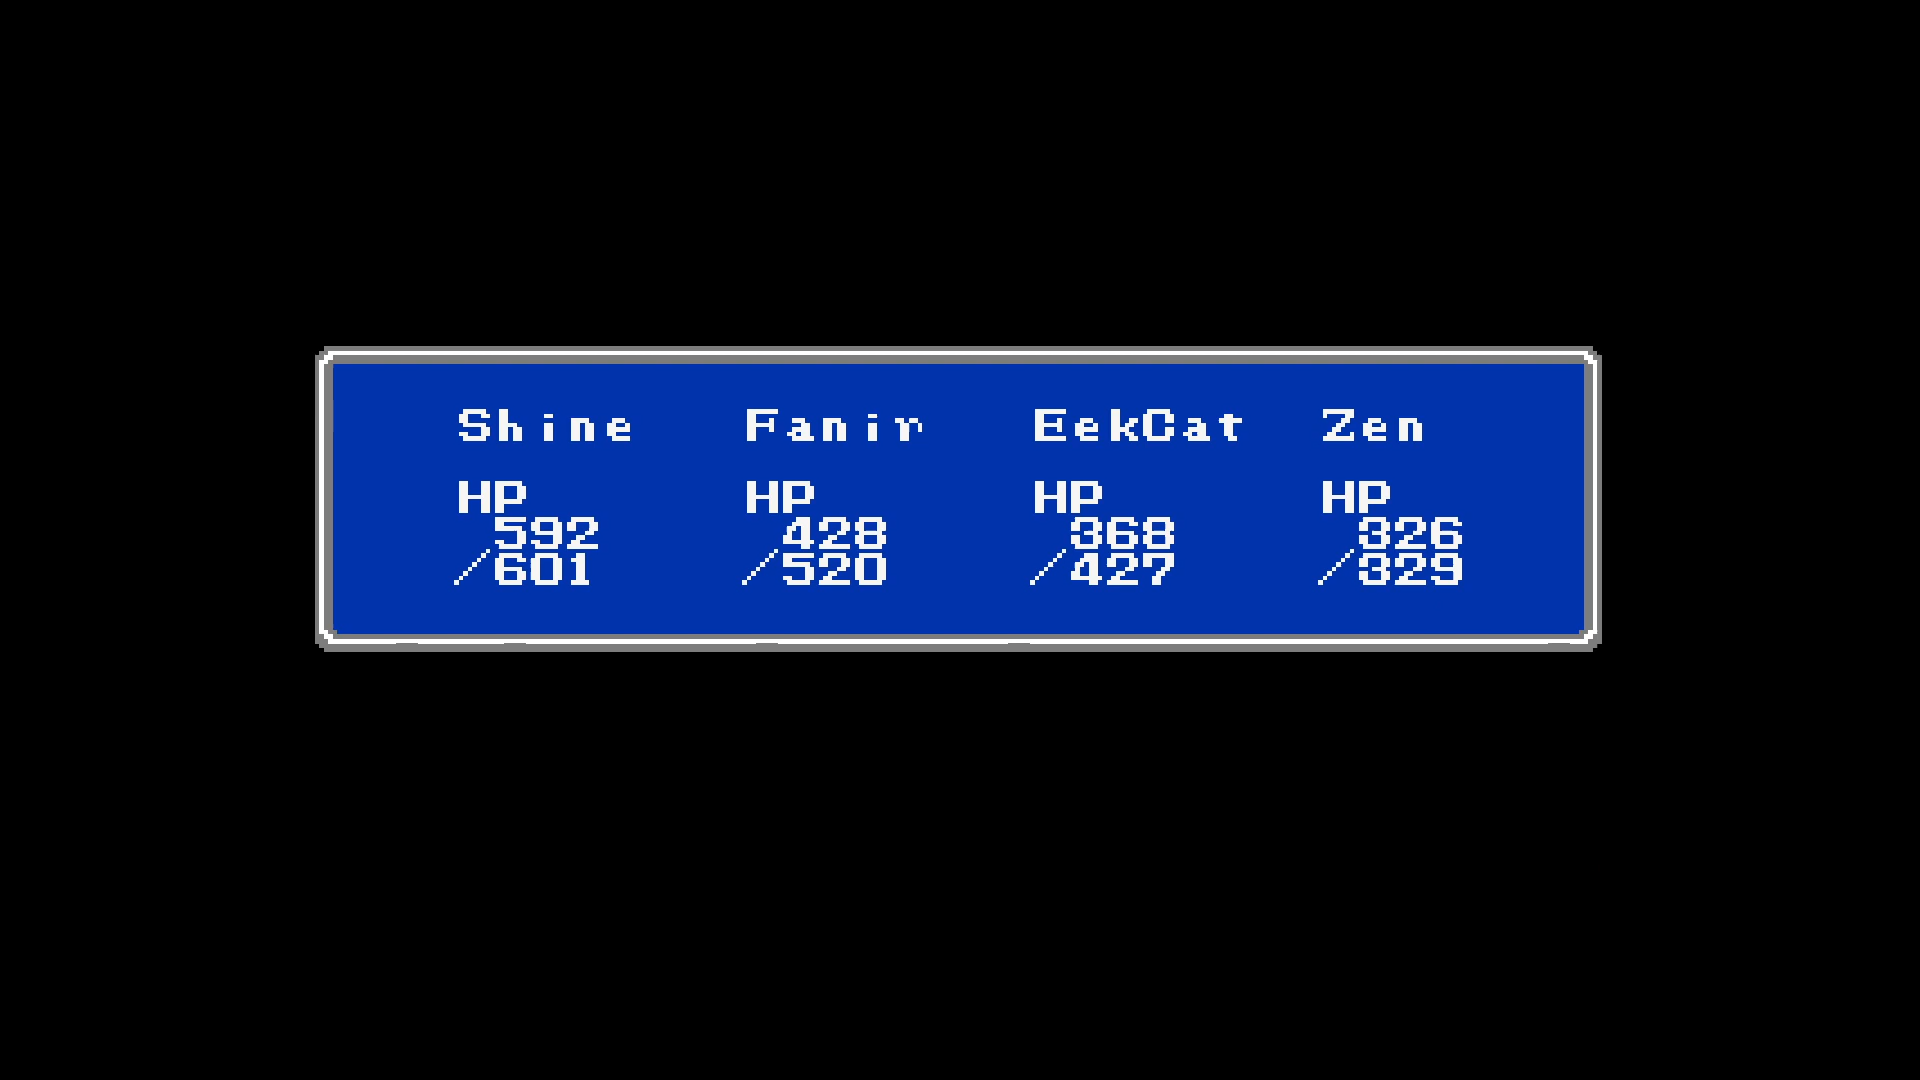 Shine Fanir EekCat Zen
HP HP HP HP
592 428 368 326
/601 /520 /427 /329